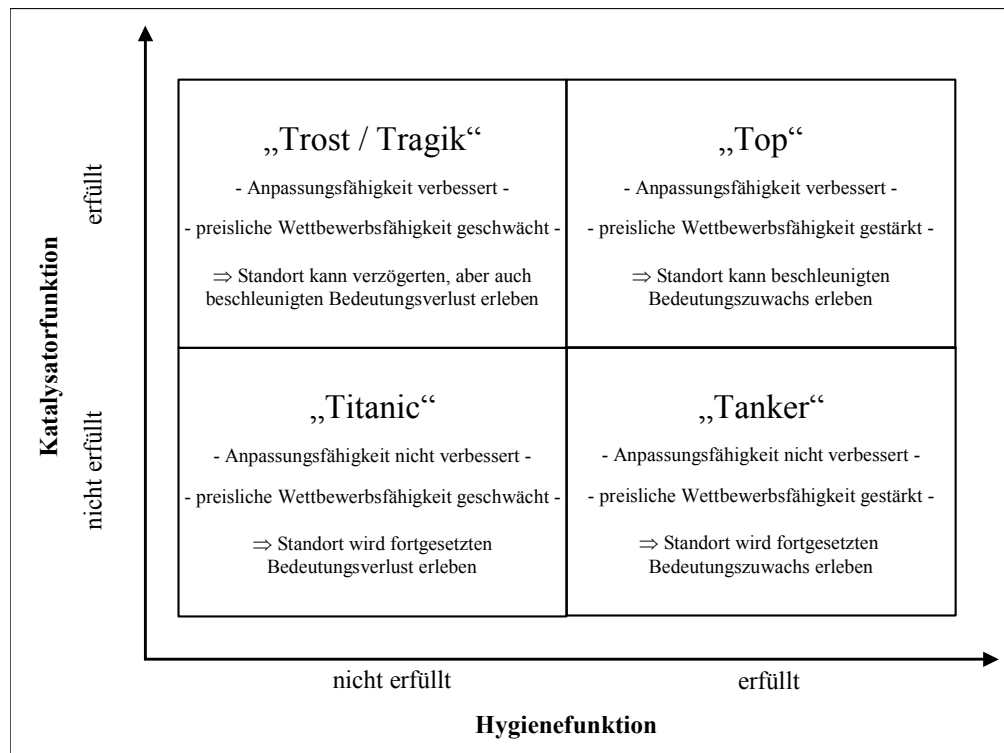 „Trost / Tragik“
- Anpassungsfähigkeit verbessert -
- preisliche Wettbewerbsfähigkeit geschwächt -
⇒ Standort kann verzögerten, aber auch
beschleunigten Bedeutungsverlust erleben
„Top“
- Anpassungsfähigkeit verbessert -
- preisliche Wettbewerbsfähigkeit gestärkt -
⇒ Standort kann beschleunigten
Bedeutungszuwachs erleben
„Titanic“
- Anpassungsfähigkeit nicht verbessert -
- preisliche Wettbewerbsfähigkeit geschwächt -
⇒ Standort wird fortgesetzten
Bedeutungsverlust erleben
„Tanker“
- Anpassungsfähigkeit nicht verbessert -
- preisliche Wettbewerbsfähigkeit gestärkt -
⇒ Standort wird fortgesetzten
Bedeutungszuwachs erleben
Katalysatorfunktion
erfüllt
nicht erfüllt
nicht erfüllt
erfüllt
Hygienefunktion